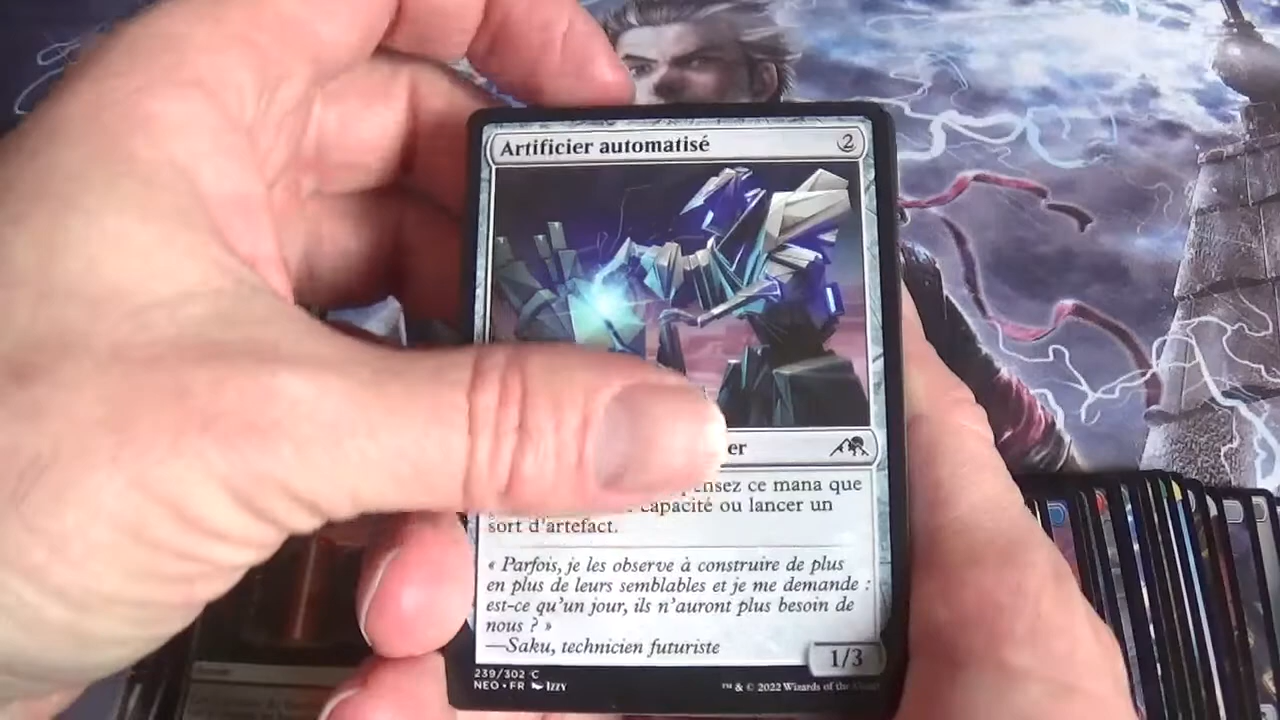 Artificier automatisé 2
er
pensez ce mana que
capacité ou lancer un
sort d'artefact.
« Parfois, je les observe à construire de plus
en plus de leurs semblables et je me demande :
est-ce qu'un jour, ils n'auront plus besoin de
nous ? »
—Saku, technicien futuriste
1/3
239/302 C
NEO • FR IZZY
™ & © 2022 Wizards of the Coast